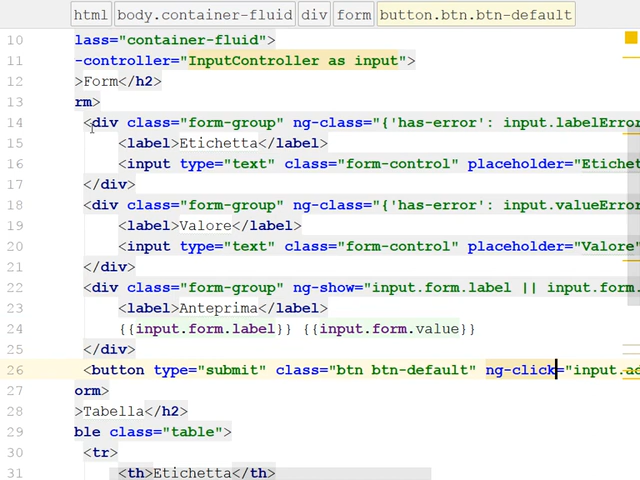 html body.container-fluid div form button.btn.btn-default
10 lass="container-fluid">
11 -controller="InputController as input">
12 >Form</h2>
13 rm>
14 <div class="form-group" ng-class="{'has-error': input.labelError
15 <label>Etichetta</label>
16 <input type="text" class="form-control" placeholder="Etichet
17 </div>
18 <div class="form-group" ng-class="{'has-error': input.valueError
19 <label>Valore</label>
20 <input type="text" class="form-control" placeholder="Valore"
21 </div>
22 <div class="form-group" ng-show="input.form.label || input.form.
23 <label>Anteprima</label>
24 {{input.form.label}} {{input.form.value}}
25 </div>
26 <button type="submit" class="btn btn-default" ng-click="input.ad
27 orm>
28 >Tabella</h2>
29 ble class="table">
30 <tr>
31 <th>Etichetta</th>